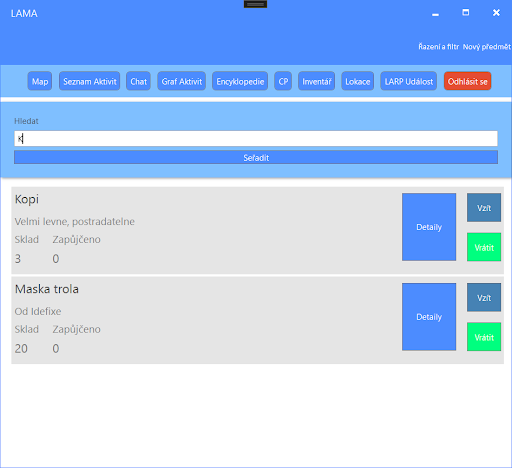 LAMA
Řazení a filtr Nový předmět
Map Seznam Aktivit Chat Graf Aktivit Encyklopedie CP Inventář Lokace LARP Událost Odhlásit se
Hledat
K
Seřadit
Kopi
Velmi levne, postradatelne
Sklad Zapůjčeno
3 0
Detaily
Vzít
Vrátit
Maska trola
Od Idefixe
Sklad Zapůjčeno
20 0
Detaily
Vzít
Vrátit